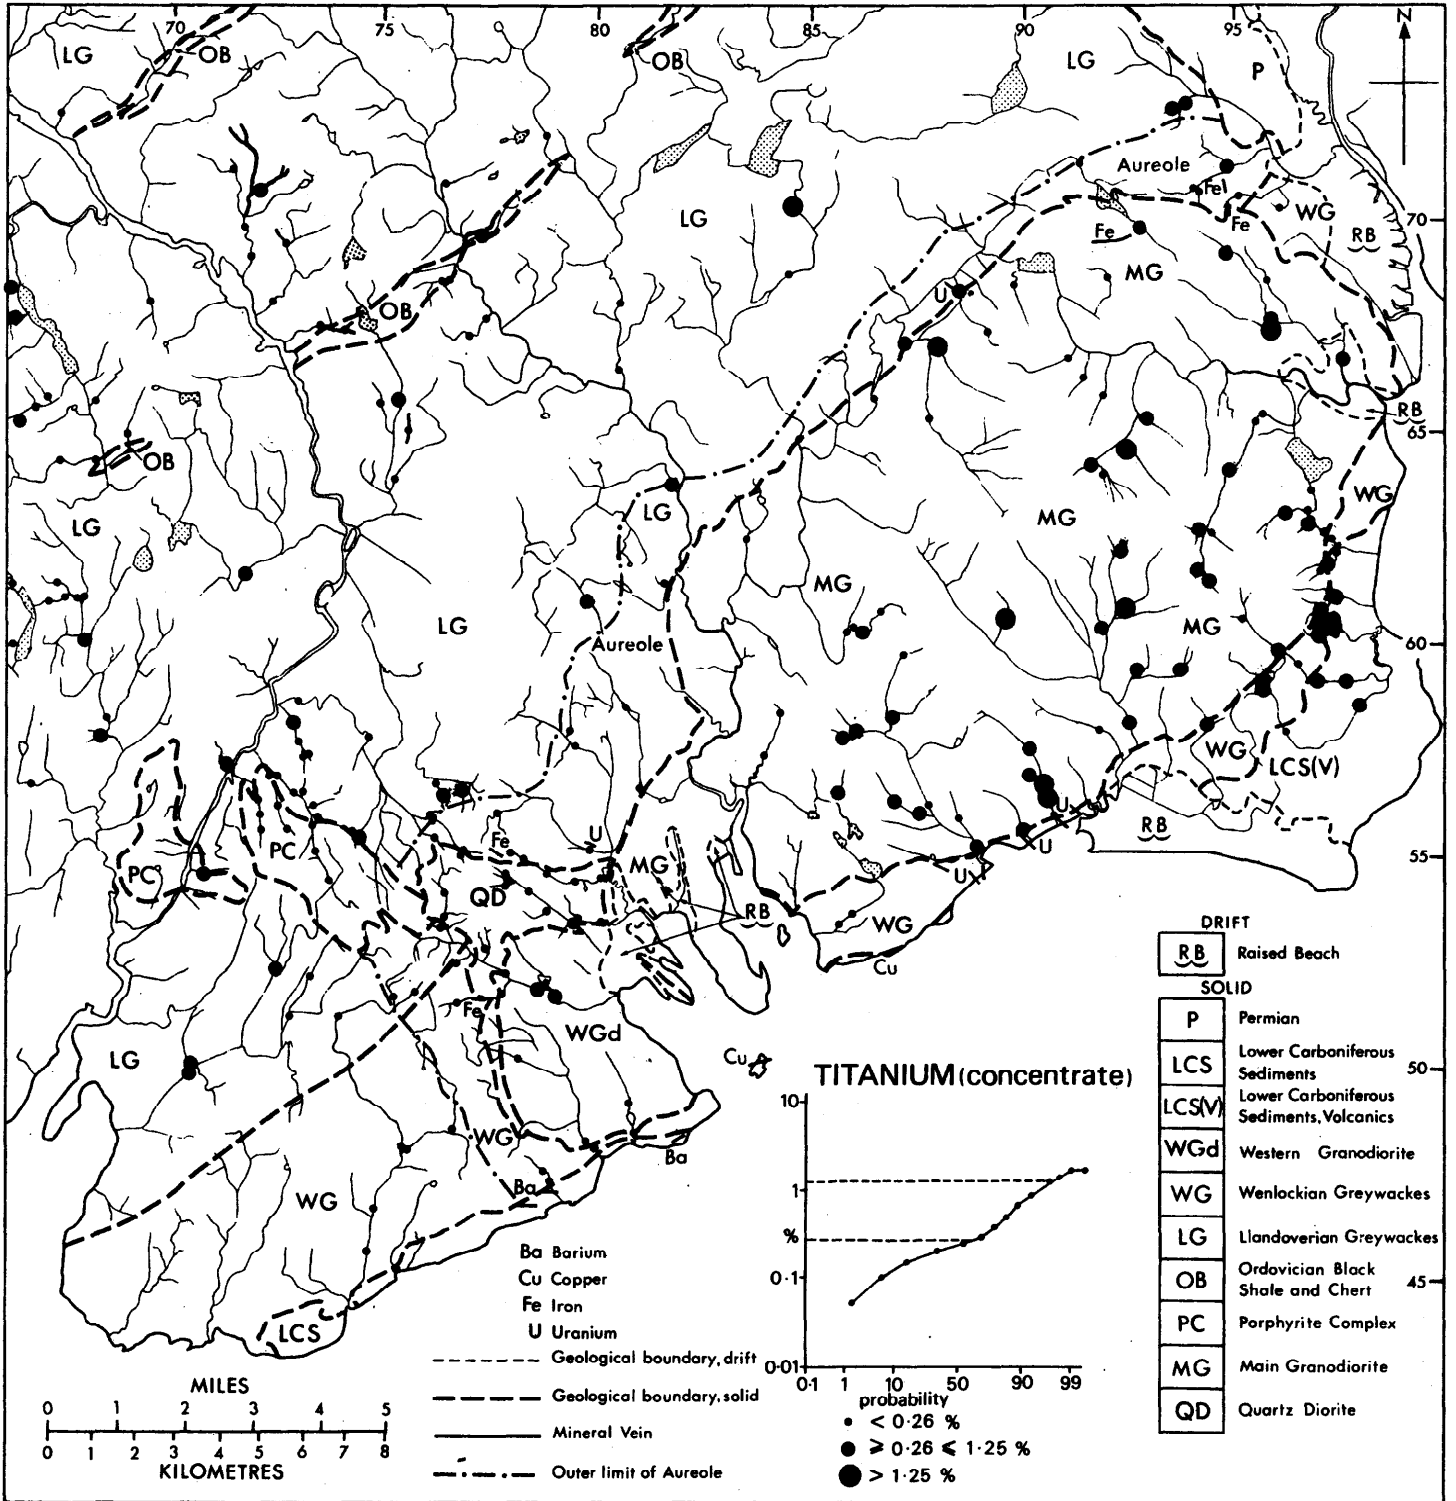 70 75 80 85 90 95
N
LG OB OB LG P
Aureole
Fe
WG
70
LG
Fe
Fe
RB
MG
U
OB
RB
65
OB
LG
WG
LG
MG
MG
LG
Aureole
MG
60
WG
LCS(V)
U
RB
Fe
U
U
PC
PC
MG
55
QD
U
RB
WG
Cu
Fe
WGd
LG
Cu
50
WG
Ba
Ba
WG
45
LCS
DRIFT
RB Raised Beach
SOLID
P Permian
LCS Lower Carboniferous
Sediments
LCS(V) Lower Carboniferous
Sediments, Volcanics
WGd Western Granodiorite
WG Wenlockian Greywackes
LG Llandoverian Greywackes
OB Ordovician Black
Shale and Chert
PC Porphyrite Complex
MG Main Granodiorite
QD Quartz Diorite
TITANIUM (concentrate)
10
1
%
0·1
0·01
0·1 1 10 50 90 99
probability
< 0·26 %
⩾ 0·26 ⩽ 1·25 %
> 1·25 %
Ba Barium
Cu Copper
Fe Iron
U Uranium
Geological boundary, drift
Geological boundary, solid
Mineral Vein
Outer limit of Aureole
MILES
0 1 2 3 4 5
0 1 2 3 4 5 6 7 8
KILOMETRES